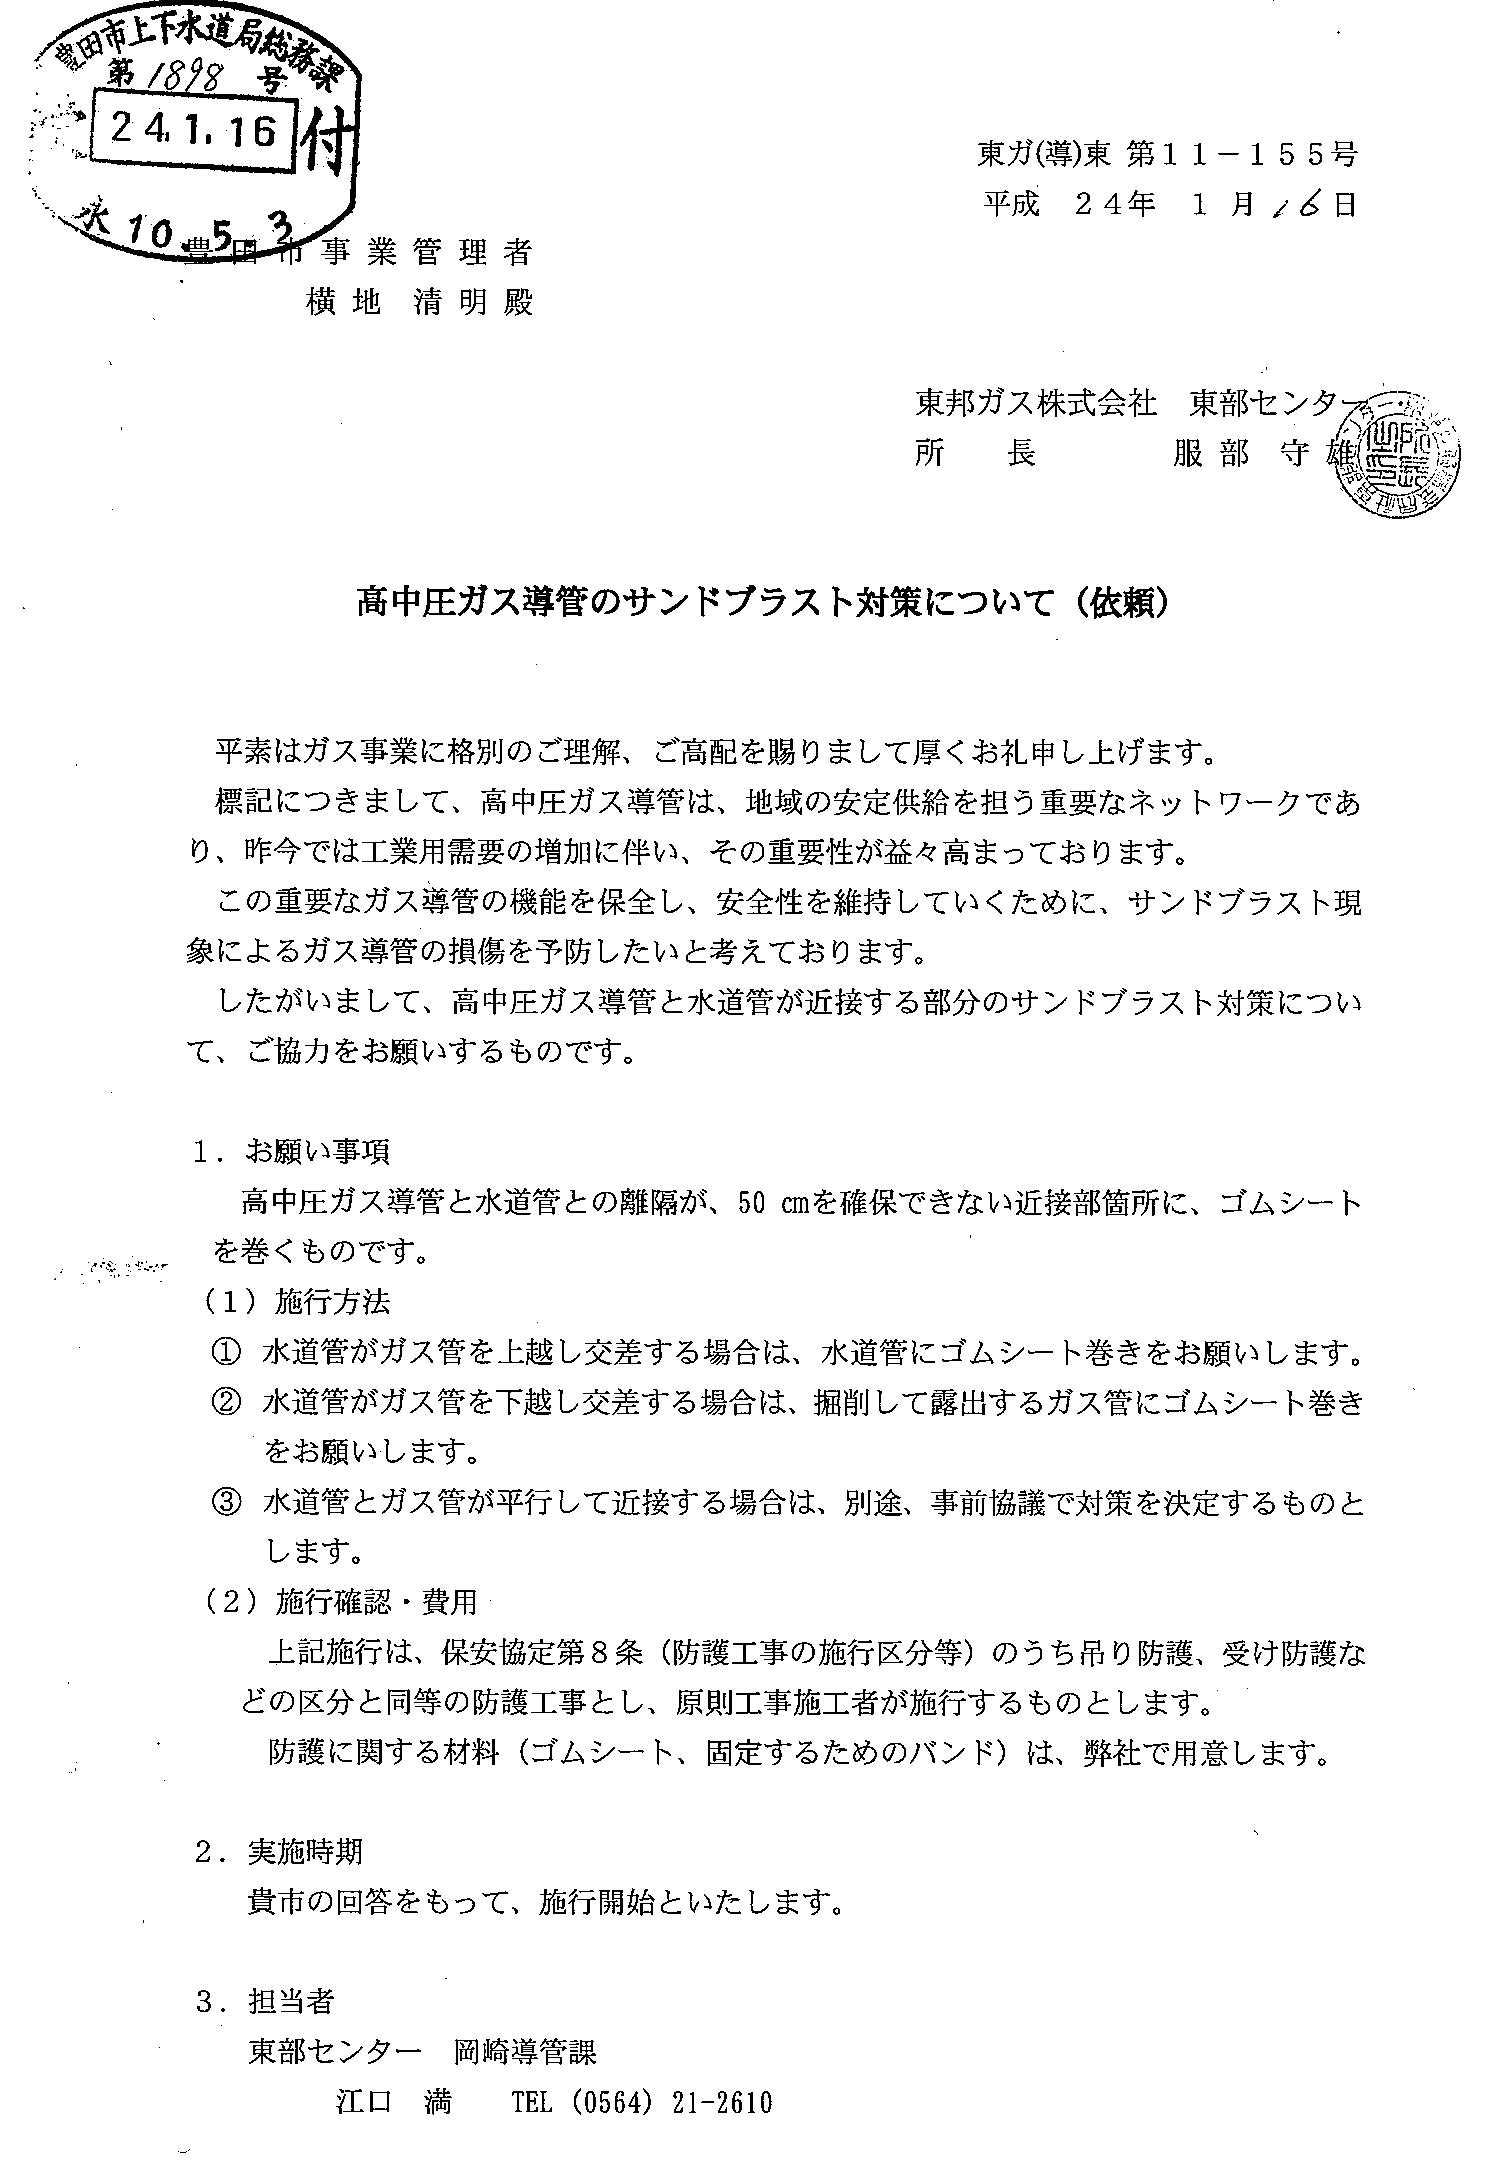 豊田市上下水道局総務課
第1898号
24.1.16
付
永 10.5.3
東ガ(導)東 第11－155号
平成 24年 1月16日
豊田市事業管理者
横地 清明殿
東邦ガス株式会社 東部センター
所 長 服部 守雄
高中圧ガス導管のサンドブラスト対策について（依頼）
平素はガス事業に格別のご理解、ご高配を賜りまして厚くお礼申し上げます。
標記につきまして、高中圧ガス導管は、地域の安定供給を担う重要なネットワークであ
り、昨今では工業用需要の増加に伴い、その重要性が益々高まっております。
この重要なガス導管の機能を保全し、安全性を維持していくために、サンドブラスト現
象によるガス導管の損傷を予防したいと考えております。
したがいまして、高中圧ガス導管と水道管が近接する部分のサンドブラスト対策につい
て、ご協力をお願いするものです。
１．お願い事項
高中圧ガス導管と水道管との離隔が、50 ㎝を確保できない近接部箇所に、ゴムシート
を巻くものです。
（１）施行方法
① 水道管がガス管を上越し交差する場合は、水道管にゴムシート巻きをお願いします。
② 水道管がガス管を下越し交差する場合は、掘削して露出するガス管にゴムシート巻き
をお願いします。
③ 水道管とガス管が平行して近接する場合は、別途、事前協議で対策を決定するものと
します。
（２）施行確認・費用
上記施行は、保安協定第８条（防護工事の施行区分等）のうち吊り防護、受け防護な
どの区分と同等の防護工事とし、原則工事施工者が施行するものとします。
防護に関する材料（ゴムシート、固定するためのバンド）は、弊社で用意します。
２．実施時期
貴市の回答をもって、施行開始といたします。
３．担当者
東部センター 岡崎導管課
江口 満 TEL (0564) 21-2610